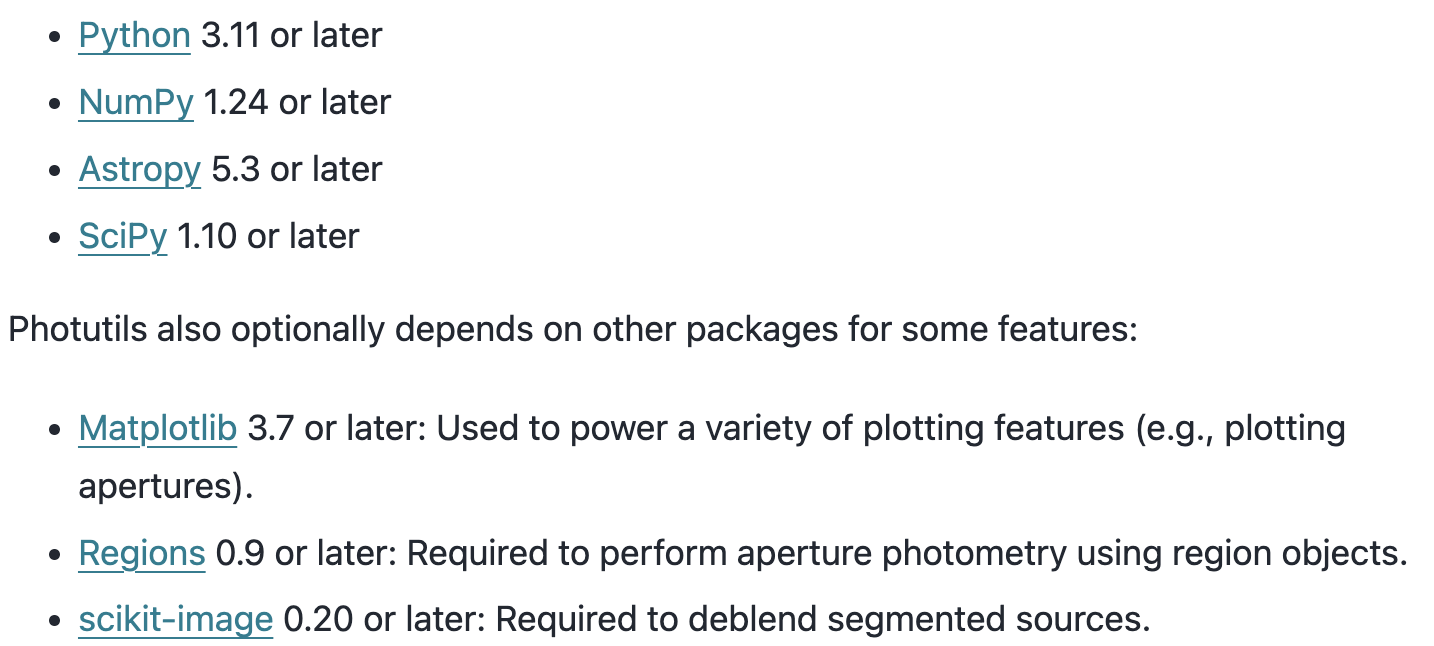 • Python 3.11 or later
• NumPy 1.24 or later
• Astropy 5.3 or later
• SciPy 1.10 or later
Photutils also optionally depends on other packages for some features:
• Matplotlib 3.7 or later: Used to power a variety of plotting features (e.g., plotting
apertures).
• Regions 0.9 or later: Required to perform aperture photometry using region objects.
• scikit-image 0.20 or later: Required to deblend segmented sources.